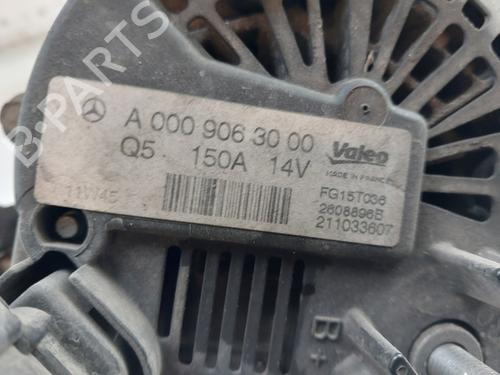 A 000 906 30 00
Q5 150A 14V
Valeo
MADE IN FRANCE
11W45
FG15T036
2608896B
211033607
B+
B-PARTS